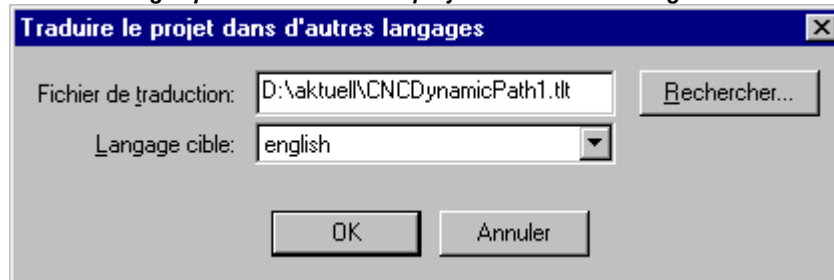 Traduire le projet dans d'autres langages
Fichier de traduction: D:\aktuell\CNCDynamicPath1.tlt Rechercher...
Langage cible: english
OK Annuler